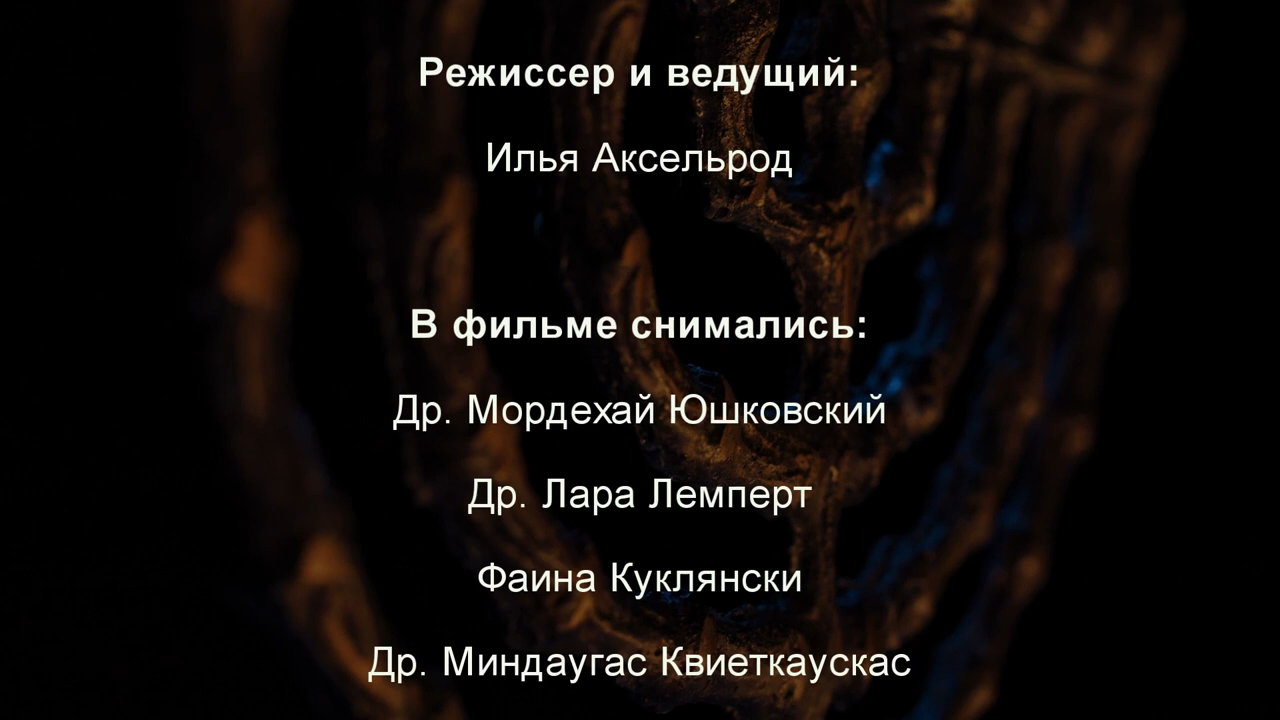 Режиссер и ведущий:
Илья Аксельрод
В фильме снимались:
Др. Мордехай Юшковский
Др. Лара Лемперт
Фаина Куклянски
Др. Миндаугас Квиеткаускас